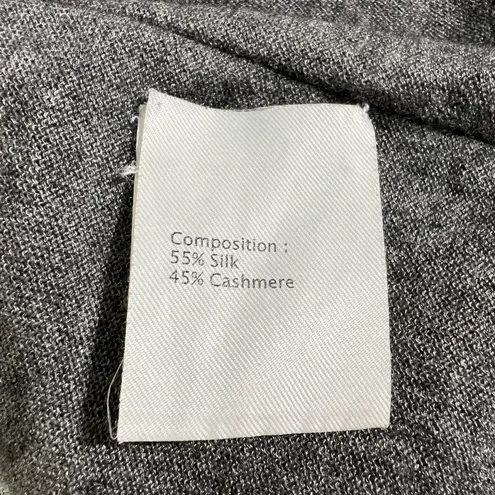 Composition :
55% Silk
45% Cashmere